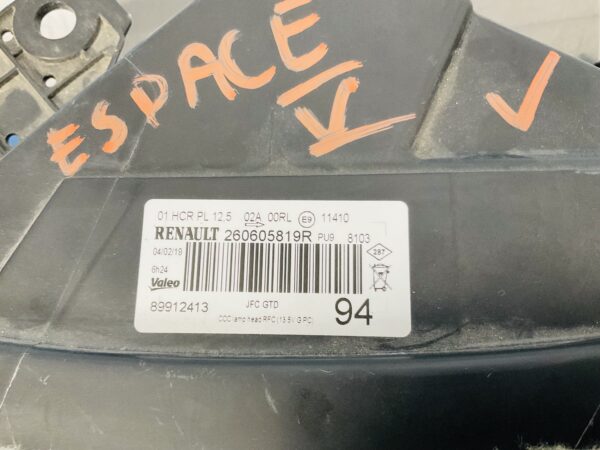 ESPACE
V
01 HCR PL 12.5 02A 00RL E9 11410
RENAULT 260605819R PU9 8103
04/02/19
287
6h24
Valeo
89912413 JFC GTD 94